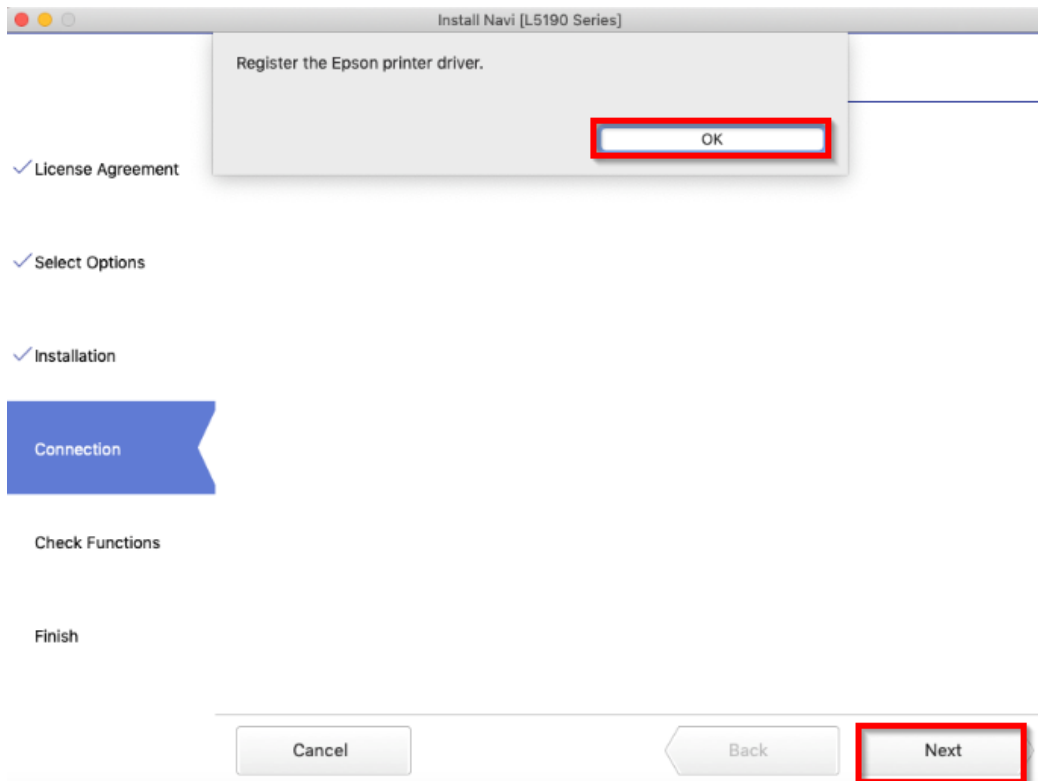 Install Navi [L5190 Series]
Register the Epson printer driver.
OK
License Agreement
Select Options
Installation
Connection
Check Functions
Finish
Cancel
Back
Next